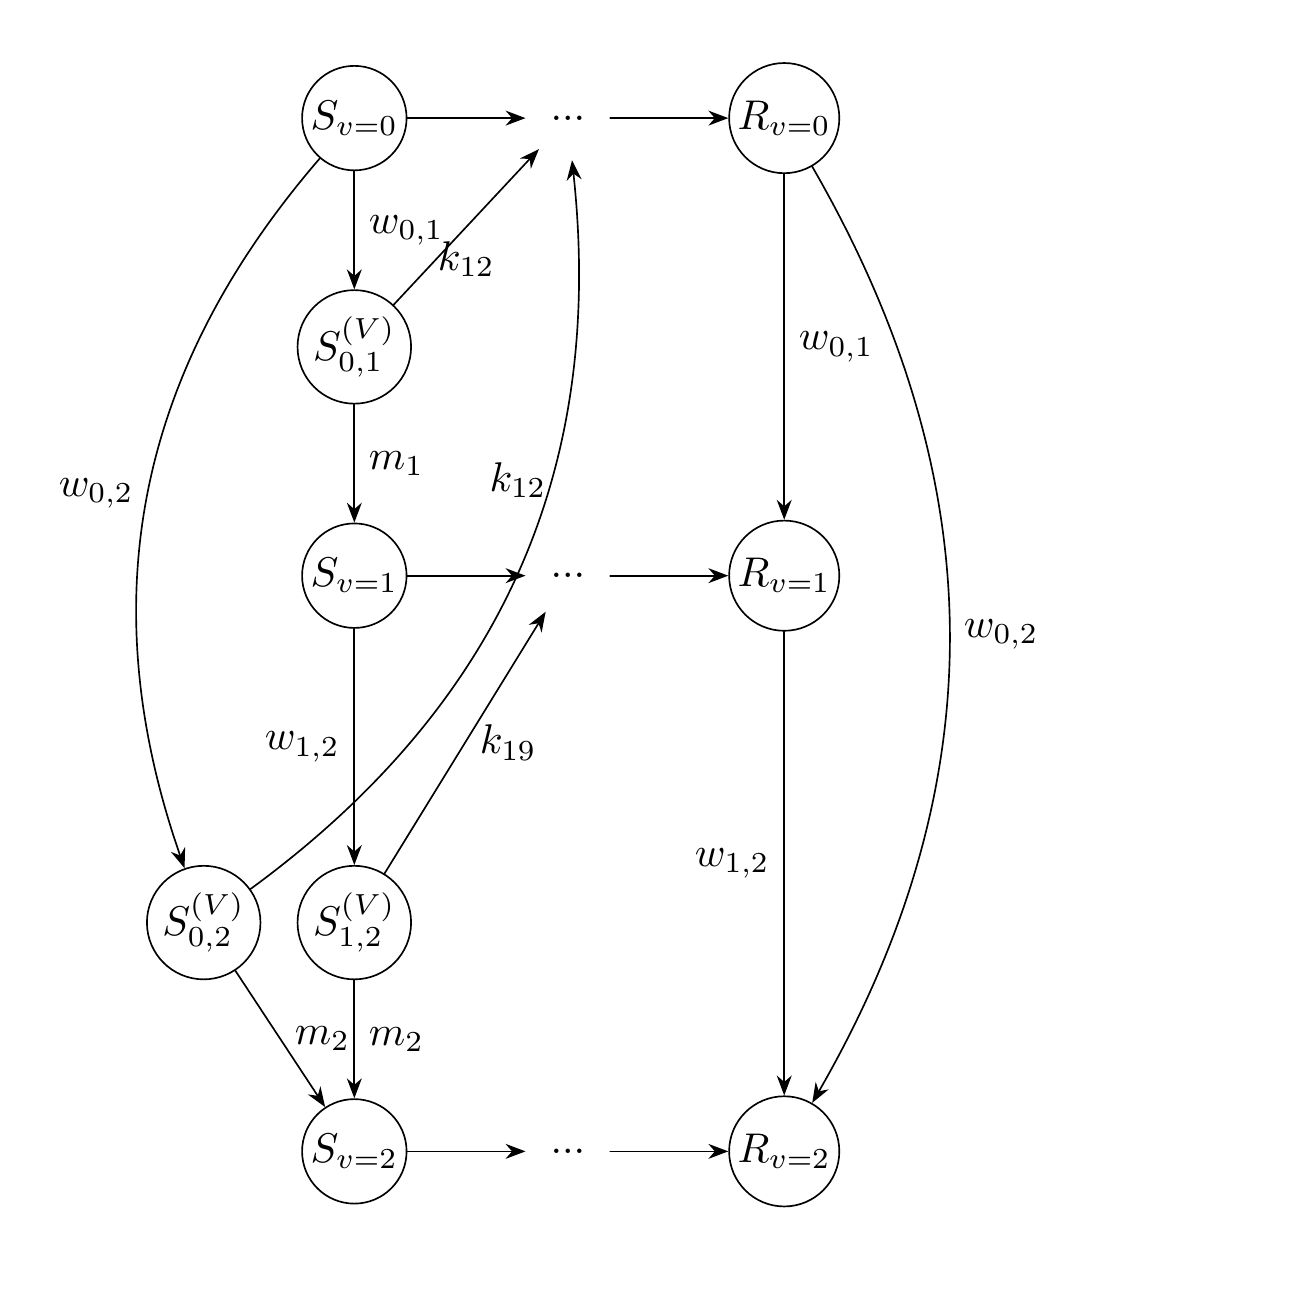 S_{v=0} ... R_{v=0}
w_{0,1}
k_{12}
S_{0,1}^{(V)}
w_{0,1}
m_1
k_{12}
w_{0,2}
S_{v=1} ... R_{v=1}
w_{0,2}
w_{1,2}
k_{19}
w_{1,2}
S_{0,2}^{(V)} S_{1,2}^{(V)}
m_2 m_2
S_{v=2} ... R_{v=2}